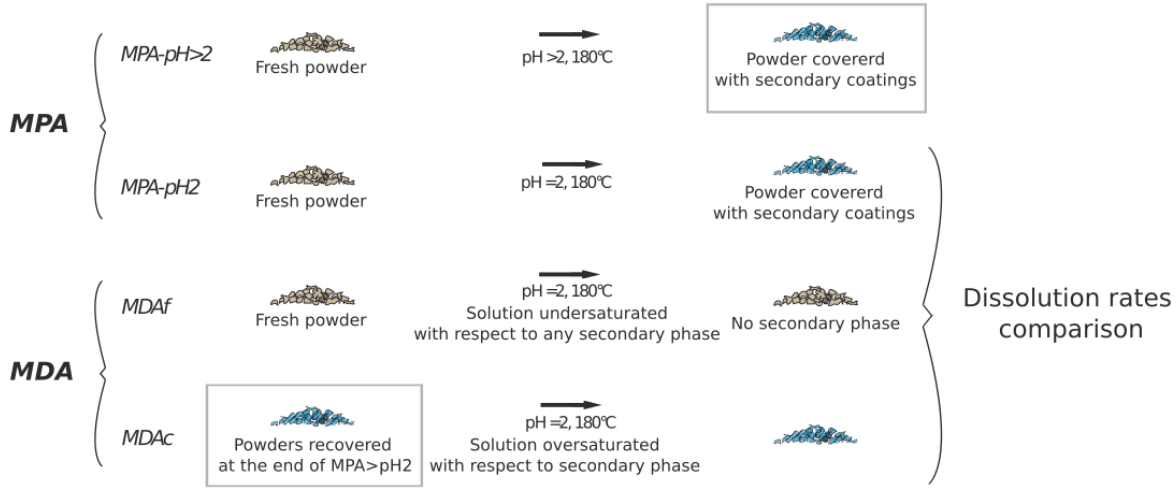 MPA
MPA-pH>2
Fresh powder
pH >2, 180°C
Powder covererd
with secondary coatings
MPA-pH2
Fresh powder
pH =2, 180°C
Powder covererd
with secondary coatings
MDA
MDAf
Fresh powder
pH =2, 180°C
Solution undersaturated
with respect to any secondary phase
No secondary phase
MDAc
Powders recovered
at the end of MPA>pH2
pH =2, 180°C
Solution oversaturated
with respect to secondary phase
Dissolution rates
comparison